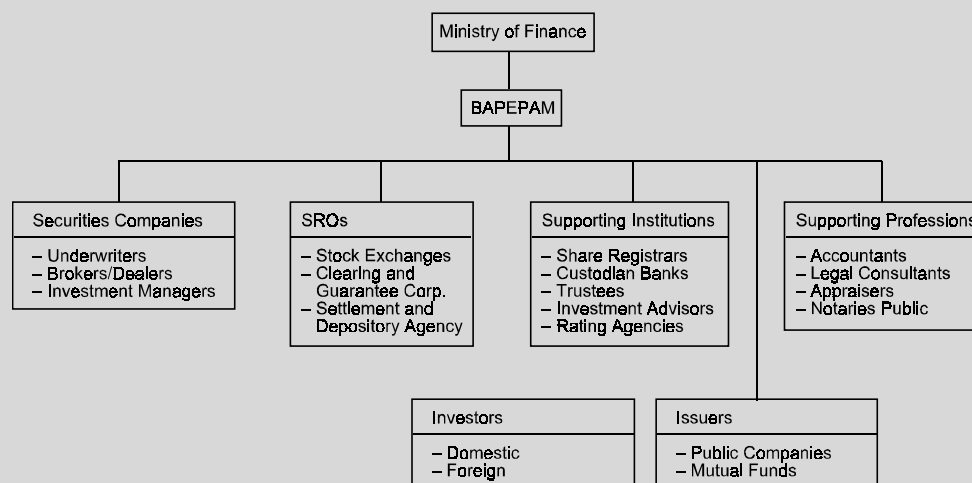 Ministry of Finance
BAPEPAM
Securities Companies
– Underwriters
– Brokers/Dealers
– Investment Managers
SROs
– Stock Exchanges
– Clearing and
Guarantee Corp.
– Settlement and
Depository Agency
Supporting Institutions
– Share Registrars
– Custodian Banks
– Trustees
– Investment Advisors
– Rating Agencies
Supporting Professions
– Accountants
– Legal Consultants
– Appraisers
– Notaries Public
Investors
– Domestic
– Foreign
Issuers
– Public Companies
– Mutual Funds